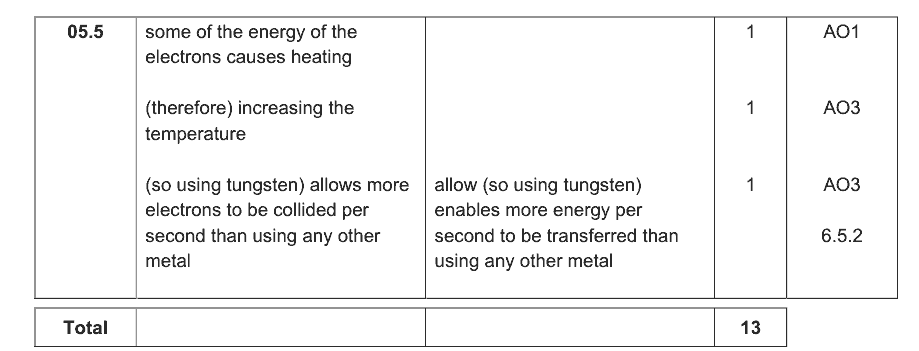 05.5 some of the energy of the 1 AO1
electrons causes heating
(therefore) increasing the 1 AO3
temperature
(so using tungsten) allows more allow (so using tungsten) 1 AO3
electrons to be collided per enables more energy per
second than using any other second to be transferred than 6.5.2
metal using any other metal
Total 13